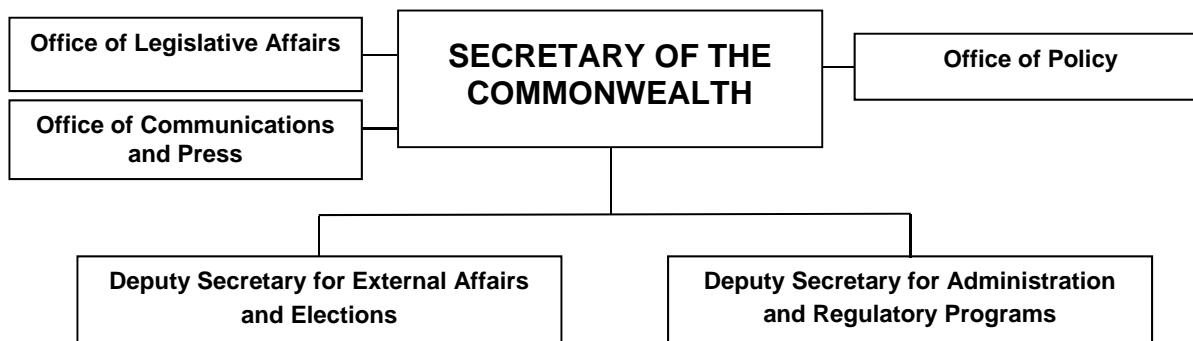 Office of Legislative Affairs
SECRETARY OF THE
COMMONWEALTH
Office of Policy
Office of Communications
and Press
Deputy Secretary for External Affairs
and Elections
Deputy Secretary for Administration
and Regulatory Programs